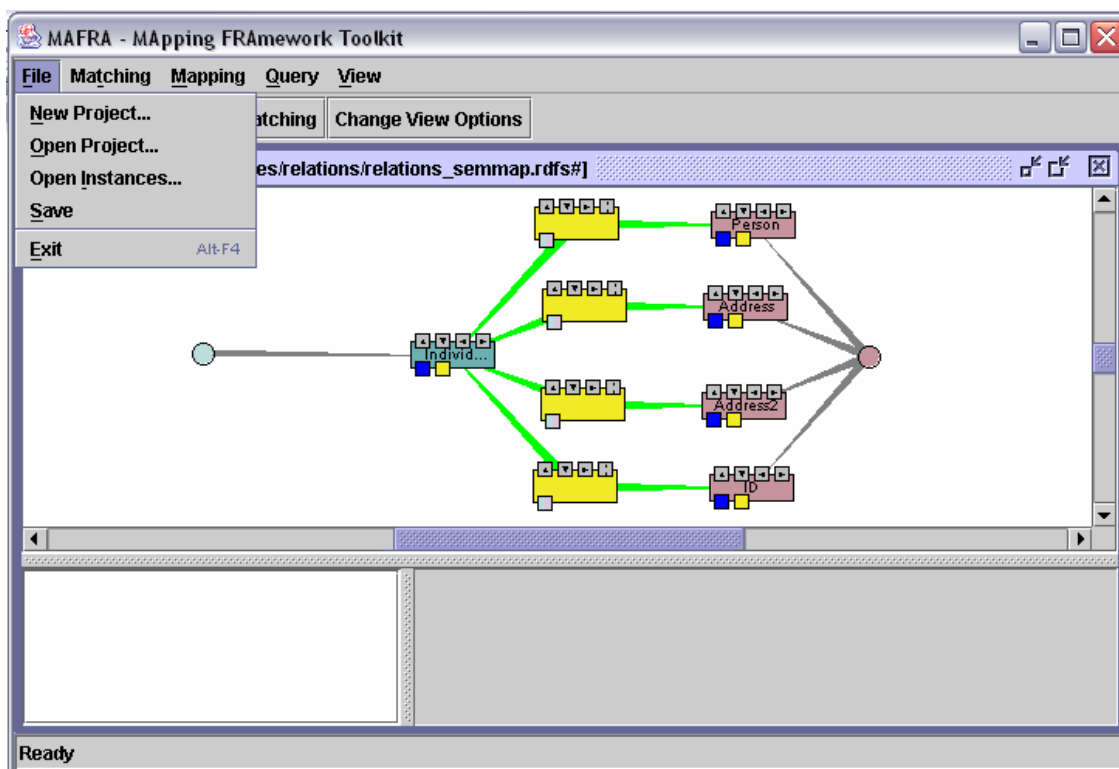 MAFRA - MApping FRAmework Toolkit
File Matching Mapping Query View
New Project...
atching Change View Options
Open Project...
Open Instances...
es/relations/relations_semmap.rdfs#]
Save
Exit Alt-F4
Person
Address
Individ...
Address2
ID
Ready